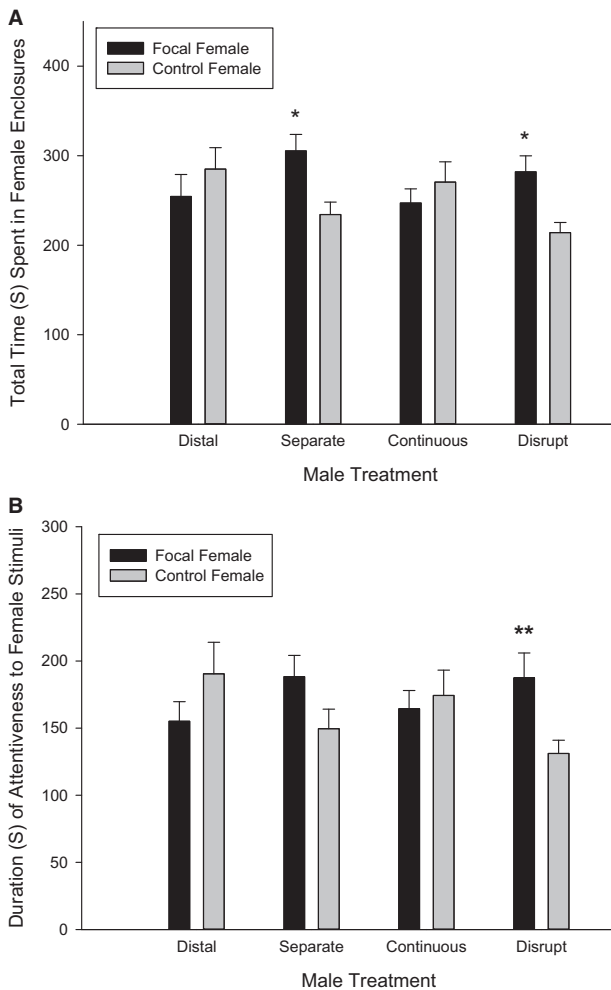 A
Total Time (S) Spent in Female Enclosures
400
300
200
100
0
Focal Female
Control Female
*
*
Distal Separate Continuous Disrupt
Male Treatment
B
Duration (S) of Attentiveness to Female Stimuli
300
250
200
150
100
50
0
Focal Female
Control Female
**
Distal Separate Continuous Disrupt
Male Treatment